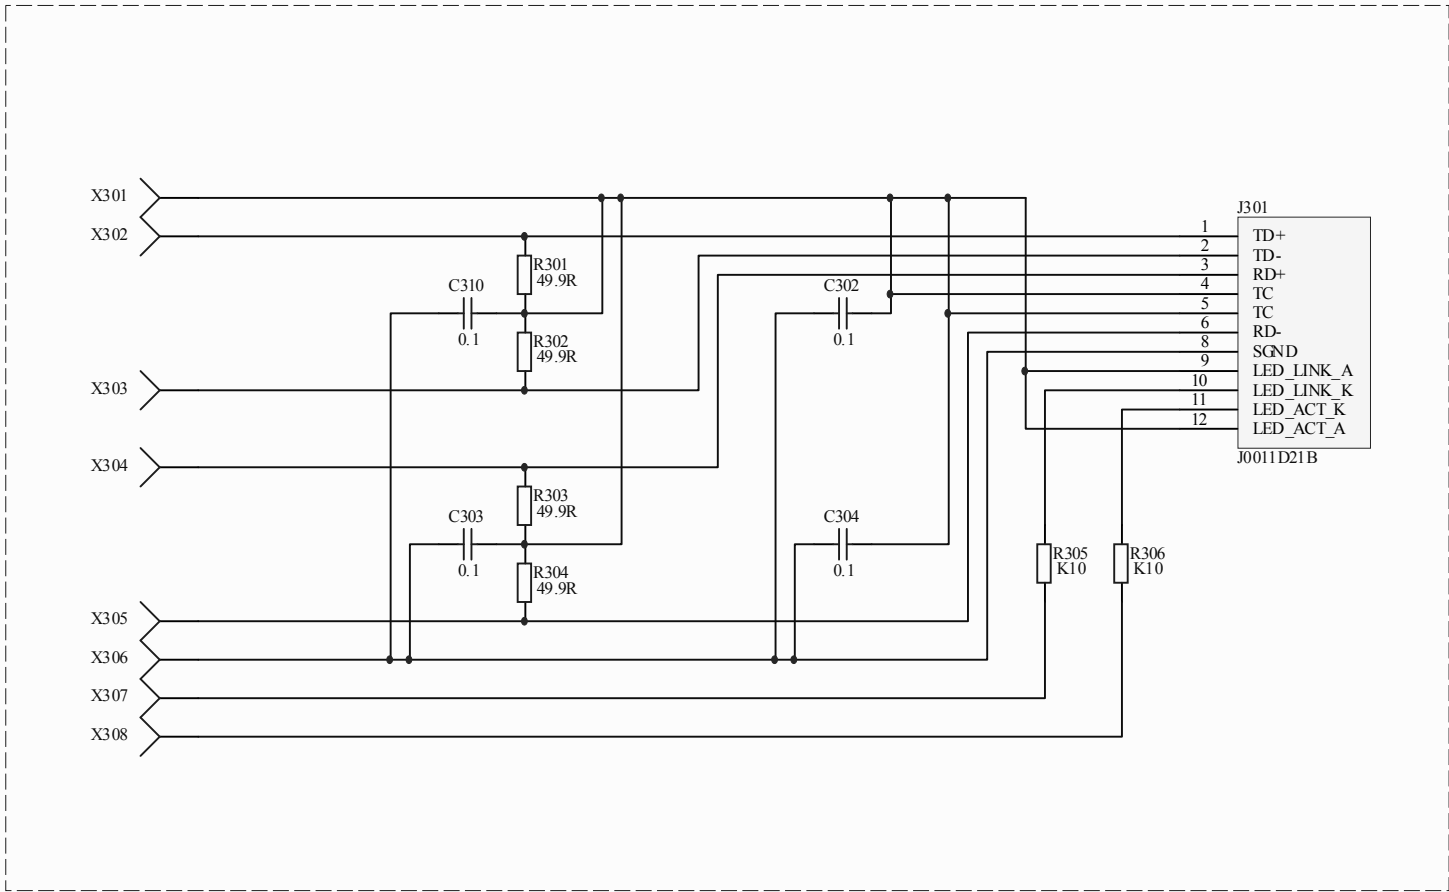 X301
X302
X303
X304
X305
X306
X307
X308
C310
0.1
R301
49.9R
R302
49.9R
C303
0.1
R303
49.9R
R304
49.9R
C302
0.1
C304
0.1
R305
K10
R306
K10
J301
1 TD+
2 TD-
3 RD+
4 TC
5 TC
6 RD-
8 SGND
9 LED_LINK_A
10 LED_LINK_K
11 LED_ACT_K
12 LED_ACT_A
J0011D21B